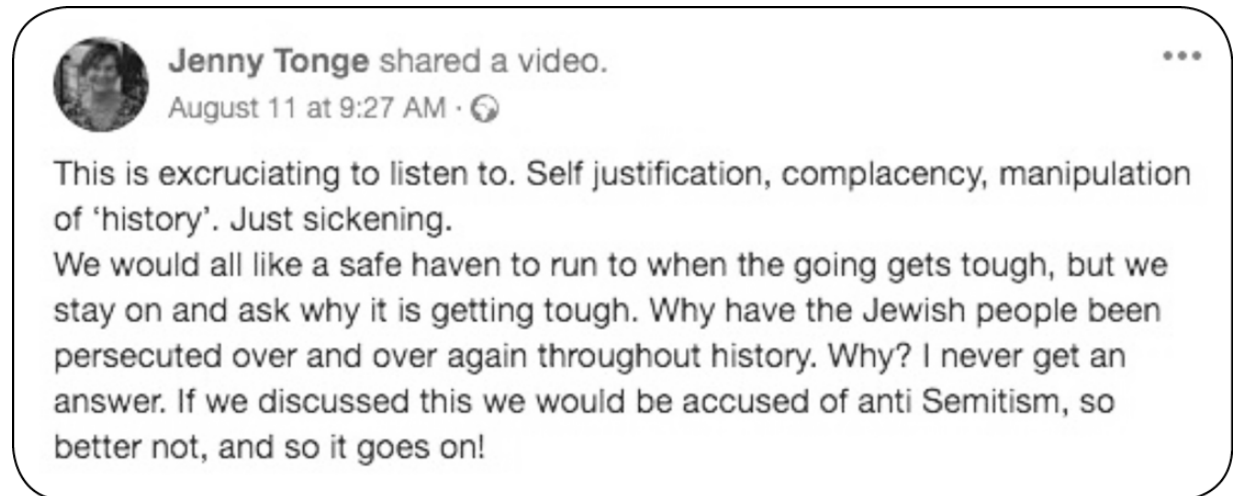 Jenny Tonge shared a video.
August 11 at 9:27 AM ·
This is excruciating to listen to. Self justification, complacency, manipulation
of ‘history’. Just sickening.
We would all like a safe haven to run to when the going gets tough, but we
stay on and ask why it is getting tough. Why have the Jewish people been
persecuted over and over again throughout history. Why? I never get an
answer. If we discussed this we would be accused of anti Semitism, so
better not, and so it goes on!